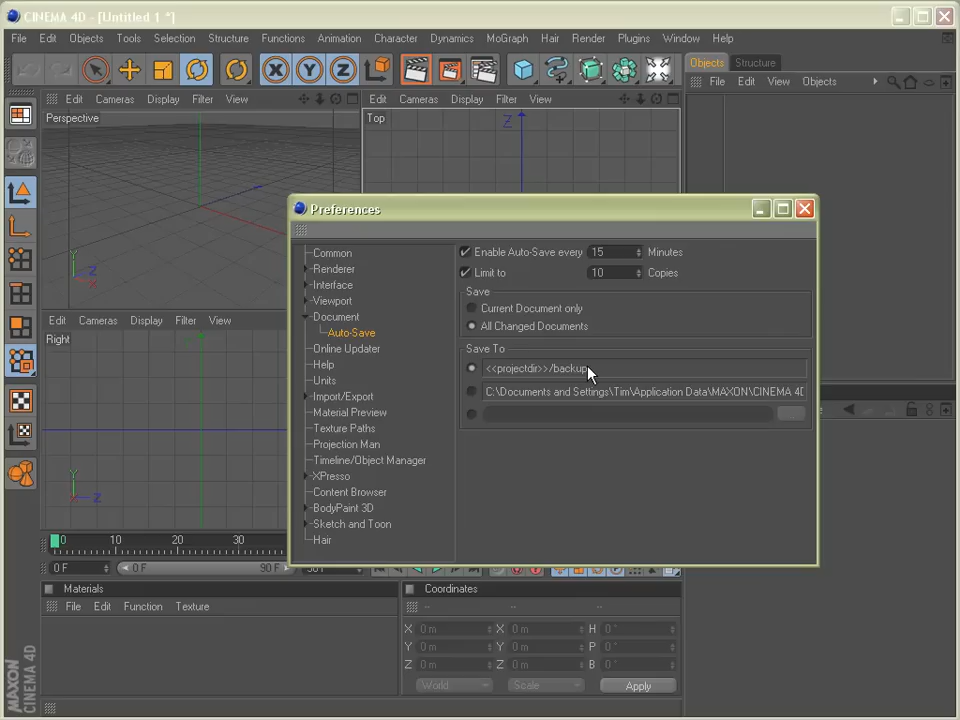 CINEMA 4D - [Untitled 1 *]
File Edit Objects Tools Selection Structure Functions Animation Character Dynamics MoGraph Hair Render Plugins Window Help
Objects Structure
File Edit View Objects
Edit Cameras Display Filter View
Edit Cameras Display Filter View
Perspective
Top
Z
Y
Z
X
Preferences
Common
Renderer
Interface
Viewport
Document
Auto-Save
Online Updater
Help
Units
Import/Export
Material Preview
Texture Paths
Projection Man
Timeline/Object Manager
XPresso
Content Browser
BodyPaint 3D
Sketch and Toon
Hair
Enable Auto-Save every 15 Minutes
Limit to 10 Copies
Save
Current Document only
All Changed Documents
Save To
<<projectdir>>/backup
C:\Documents and Settings\Tim\Application Data\MAXON\CINEMA 4D
Edit Cameras Display Filter View
Right
Y
Y
Z
0 10 20 30
0 F 0 F 90 F
Materials
File Edit Function Texture
Coordinates
-- -- --
X 0 m X 0 m H 0 °
Y 0 m Y 0 m P 0 °
Z 0 m Z 0 m B 0 °
World Scale Apply
MAXON
CINEMA 4D